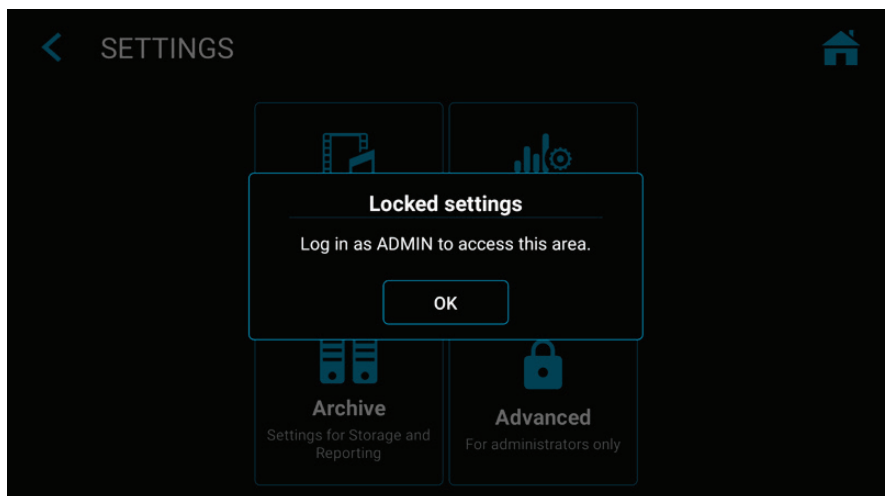 SETTINGS
Locked settings
Log in as ADMIN to access this area.
OK
Archive
Settings for Storage and
Reporting
Advanced
For administrators only